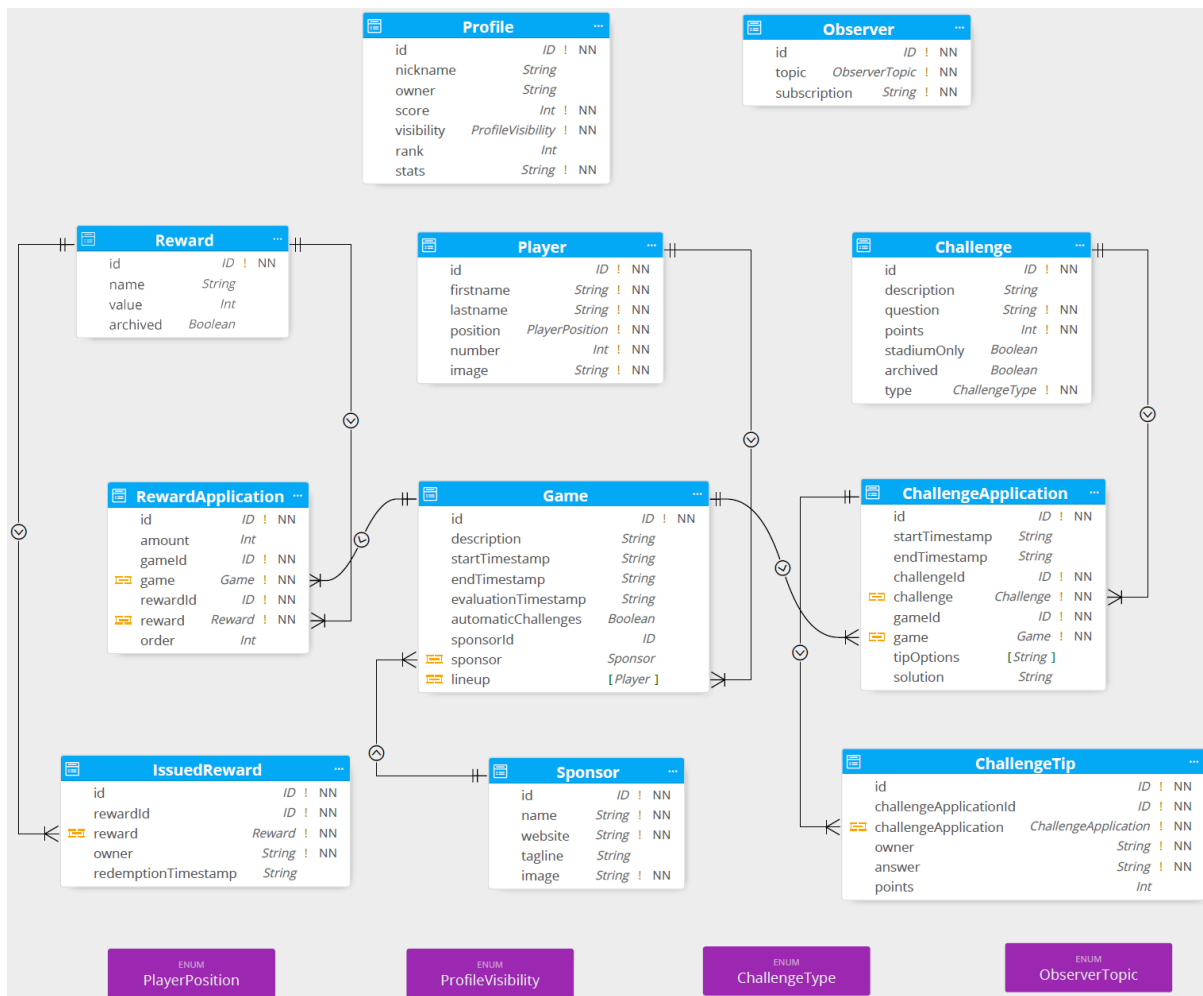 Profile ...
id ID ! NN
nickname String
owner String
score Int ! NN
visibility ProfileVisibility ! NN
rank Int
stats String ! NN
Observer ...
id ID ! NN
topic ObserverTopic ! NN
subscription String ! NN
Reward ...
id ID ! NN
name String
value Int
archived Boolean
Player ...
id ID ! NN
firstname String ! NN
lastname String ! NN
position PlayerPosition ! NN
number Int ! NN
image String ! NN
Challenge ...
id ID ! NN
description String
question String ! NN
points Int ! NN
stadiumOnly Boolean
archived Boolean
type ChallengeType ! NN
RewardApplication ...
id ID ! NN
amount Int
gameId ID ! NN
game Game ! NN
rewardId ID ! NN
reward Reward ! NN
order Int
Game ...
id ID ! NN
description String
startTimestamp String
endTimestamp String
evaluationTimestamp String
automaticChallenges Boolean
sponsorId ID
sponsor Sponsor
lineup [ Player ]
ChallengeApplication ...
id ID ! NN
startTimestamp String
endTimestamp String
challengeId ID ! NN
challenge Challenge ! NN
gameId ID ! NN
game Game ! NN
tipOptions [ String ]
solution String
IssuedReward ...
id ID ! NN
rewardId ID ! NN
reward Reward ! NN
owner String ! NN
redemptionTimestamp String
Sponsor ...
id ID ! NN
name String ! NN
website String ! NN
tagline String
image String ! NN
ChallengeTip ...
id ID ! NN
challengeApplicationId ID ! NN
challengeApplication ChallengeApplication ! NN
owner String ! NN
answer String ! NN
points Int
ENUM
PlayerPosition
ENUM
ProfileVisibility
ENUM
ChallengeType
ENUM
ObserverTopic